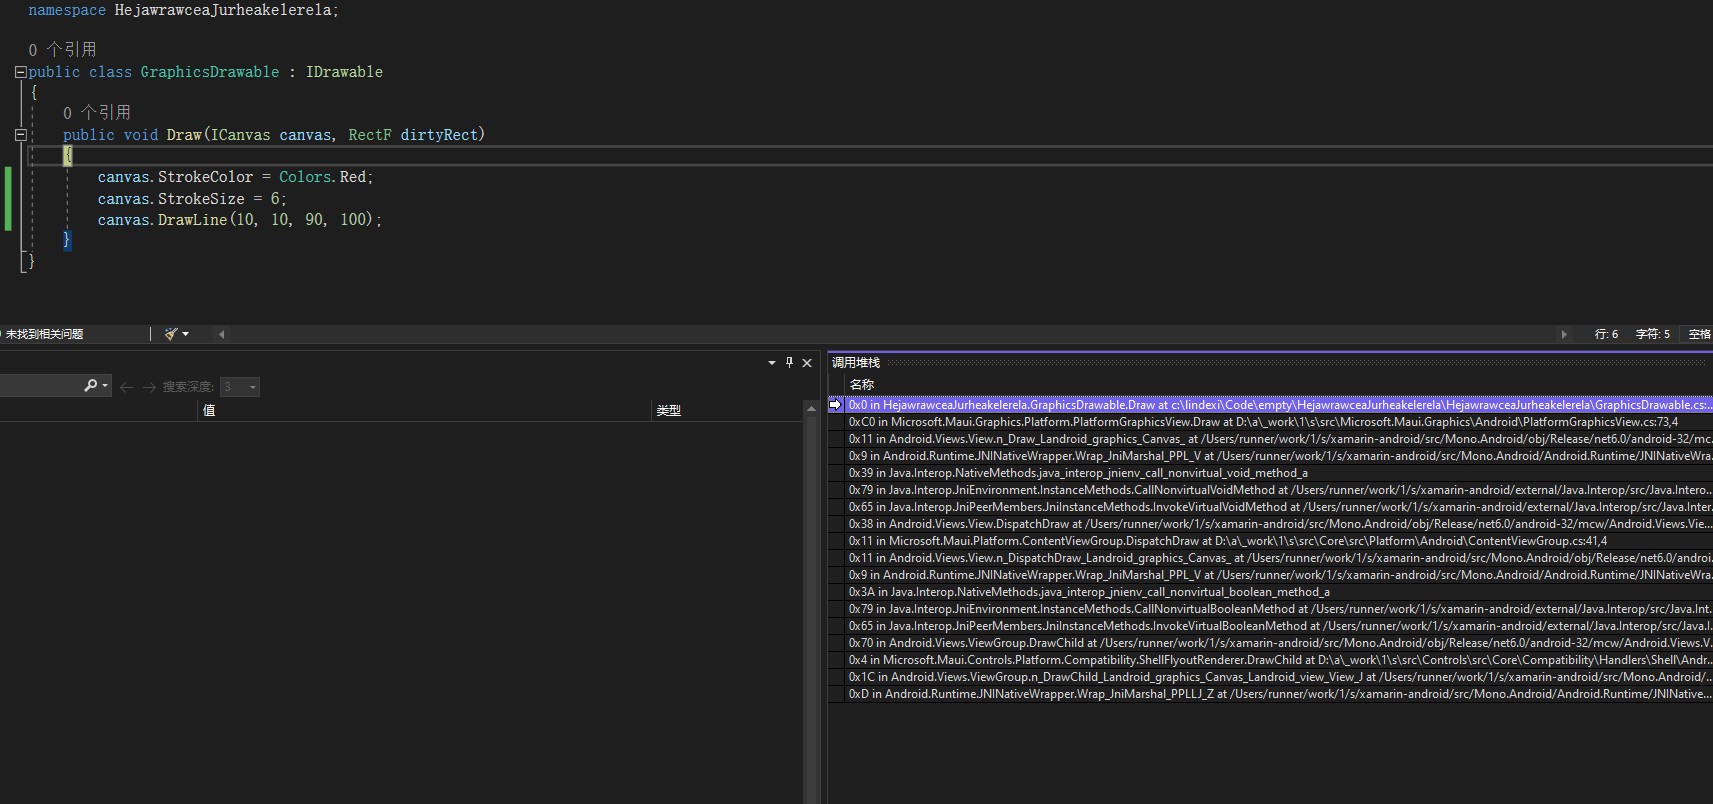 namespace HejawrawceaJurheakelerela;
0 个引用
public class GraphicsDrawable : IDrawable
{
0 个引用
public void Draw(ICanvas canvas, RectF dirtyRect)
{
canvas.StrokeColor = Colors.Red;
canvas.StrokeSize = 6;
canvas.DrawLine(10, 10, 90, 100);
}
}
未找到相关问题
行: 6 字符: 5 空格
搜索深度: 3
值 类型
调用堆栈
名称
0x0 in HejawrawceaJurheakelerela.GraphicsDrawable.Draw at c:\lindexi\Code\empty\HejawrawceaJurheakelerela\HejawrawceaJurheakelerela\GraphicsDrawable.cs:...
0xC0 in Microsoft.Maui.Graphics.Platform.PlatformGraphicsView.Draw at D:\a\_work\1\s\src\Microsoft.Maui.Graphics\Android\PlatformGraphicsView.cs:73,4
0x11 in Android.Views.View.n_Draw_Landroid_graphics_Canvas_ at /Users/runner/work/1/s/xamarin-android/src/Mono.Android/obj/Release/net6.0/android-32/mc...
0x9 in Android.Runtime.JNINativeWrapper.Wrap_JniMarshal_PPL_V at /Users/runner/work/1/s/xamarin-android/src/Mono.Android/Android.Runtime/JNINativeWra...
0x39 in Java.Interop.NativeMethods.java_interop_jnienv_call_nonvirtual_void_method_a
0x79 in Java.Interop.JniEnvironment.InstanceMethods.CallNonvirtualVoidMethod at /Users/runner/work/1/s/xamarin-android/external/Java.Interop/src/Java.Intero...
0x65 in Java.Interop.JniPeerMembers.JniInstanceMethods.InvokeVirtualVoidMethod at /Users/runner/work/1/s/xamarin-android/external/Java.Interop/src/Java.Inter...
0x38 in Android.Views.View.DispatchDraw at /Users/runner/work/1/s/xamarin-android/src/Mono.Android/obj/Release/net6.0/android-32/mcw/Android.Views.Vie...
0x11 in Microsoft.Maui.Platform.ContentViewGroup.DispatchDraw at D:\a\_work\1\s\src\Core\src\Platform\Android\ContentViewGroup.cs:41,4
0x11 in Android.Views.View.n_DispatchDraw_Landroid_graphics_Canvas_ at /Users/runner/work/1/s/xamarin-android/src/Mono.Android/obj/Release/net6.0/androi...
0x9 in Android.Runtime.JNINativeWrapper.Wrap_JniMarshal_PPL_V at /Users/runner/work/1/s/xamarin-android/src/Mono.Android/Android.Runtime/JNINativeWra...
0x3A in Java.Interop.NativeMethods.java_interop_jnienv_call_nonvirtual_boolean_method_a
0x79 in Java.Interop.JniEnvironment.InstanceMethods.CallNonvirtualBooleanMethod at /Users/runner/work/1/s/xamarin-android/external/Java.Interop/src/Java.Int...
0x65 in Java.Interop.JniPeerMembers.JniInstanceMethods.InvokeVirtualBooleanMethod at /Users/runner/work/1/s/xamarin-android/external/Java.Interop/src/Java.I...
0x70 in Android.Views.ViewGroup.DrawChild at /Users/runner/work/1/s/xamarin-android/src/Mono.Android/obj/Release/net6.0/android-32/mcw/Android.Views.V...
0x4 in Microsoft.Maui.Controls.Platform.Compatibility.ShellFlyoutRenderer.DrawChild at D:\a\_work\1\s\src\Controls\src\Core\Compatibility\Handlers\Shell\Andr...
0x1C in Android.Views.ViewGroup.n_DrawChild_Landroid_graphics_Canvas_Landroid_view_View_J at /Users/runner/work/1/s/xamarin-android/src/Mono.Android/...
0xD in Android.Runtime.JNINativeWrapper.Wrap_JniMarshal_PPLLJ_Z at /Users/runner/work/1/s/xamarin-android/src/Mono.Android/Android.Runtime/JNINative...